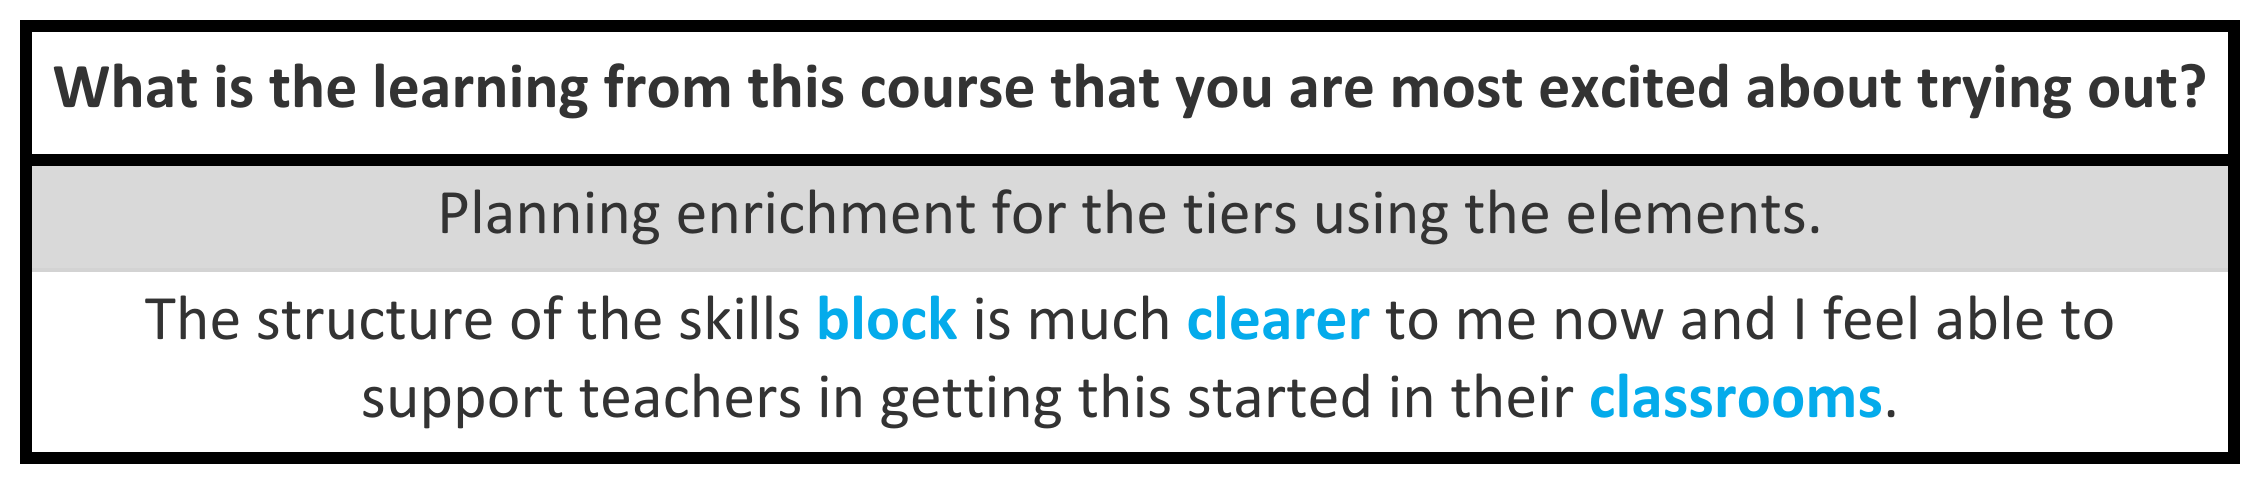 What is the learning from this course that you are most excited about trying out?
Planning enrichment for the tiers using the elements.
The structure of the skills block is much clearer to me now and I feel able to
support teachers in getting this started in their classrooms.